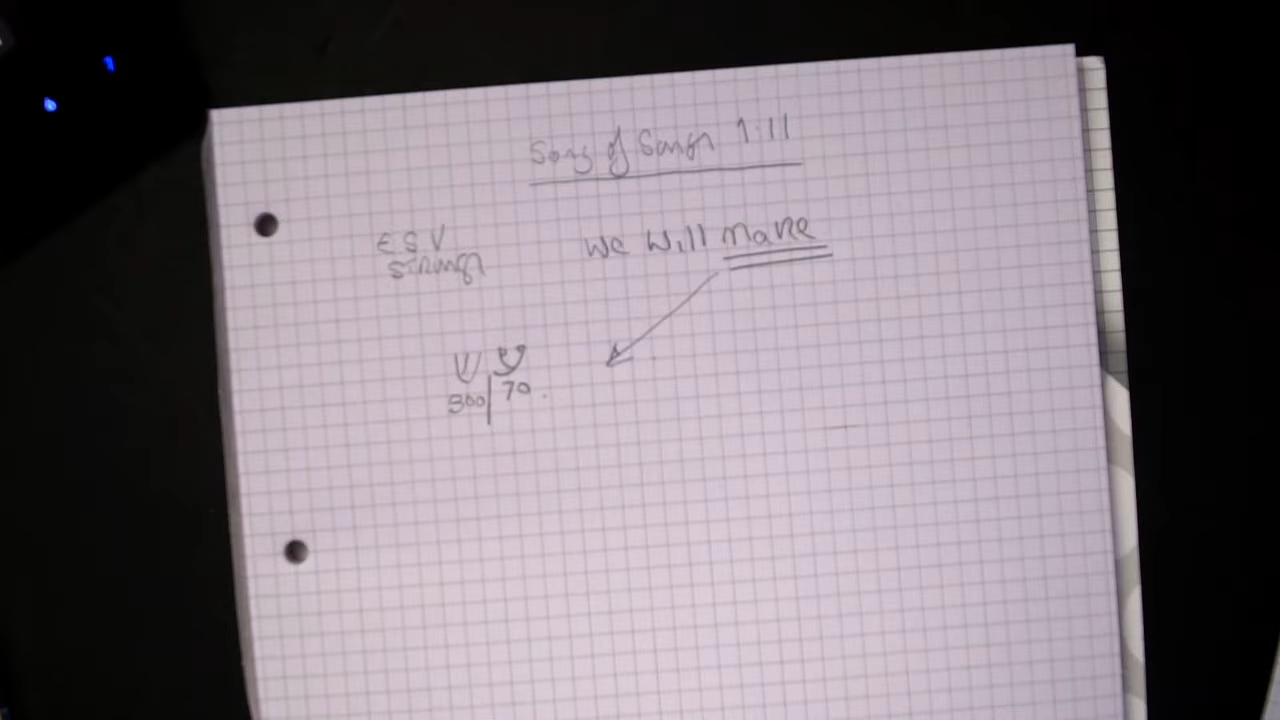 Song of Songs 1:11
ESV
Strongs
We will make
ש ע
300 70